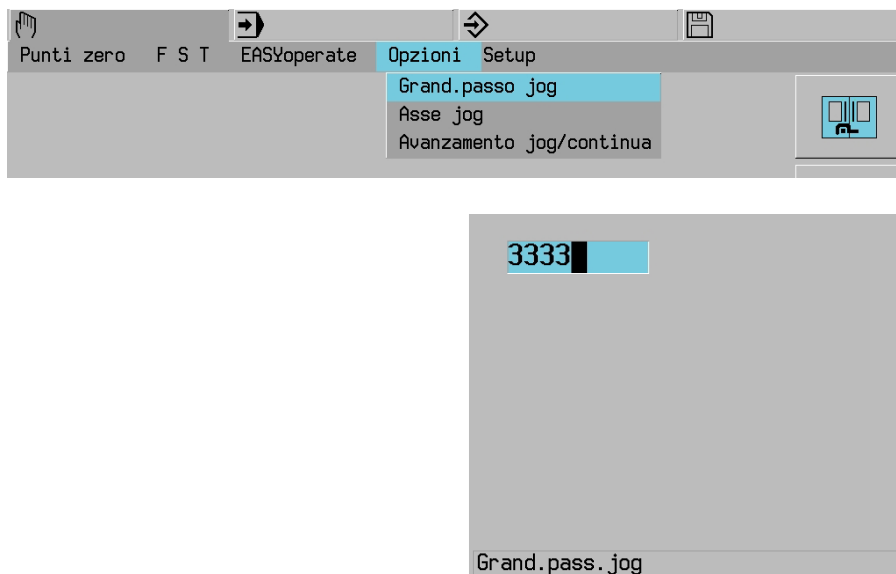 Punti zero F S T EASYoperate Opzioni Setup
Grand.passo jog
Asse jog
Avanzamento jog/continua
3333
Grand.pass.jog